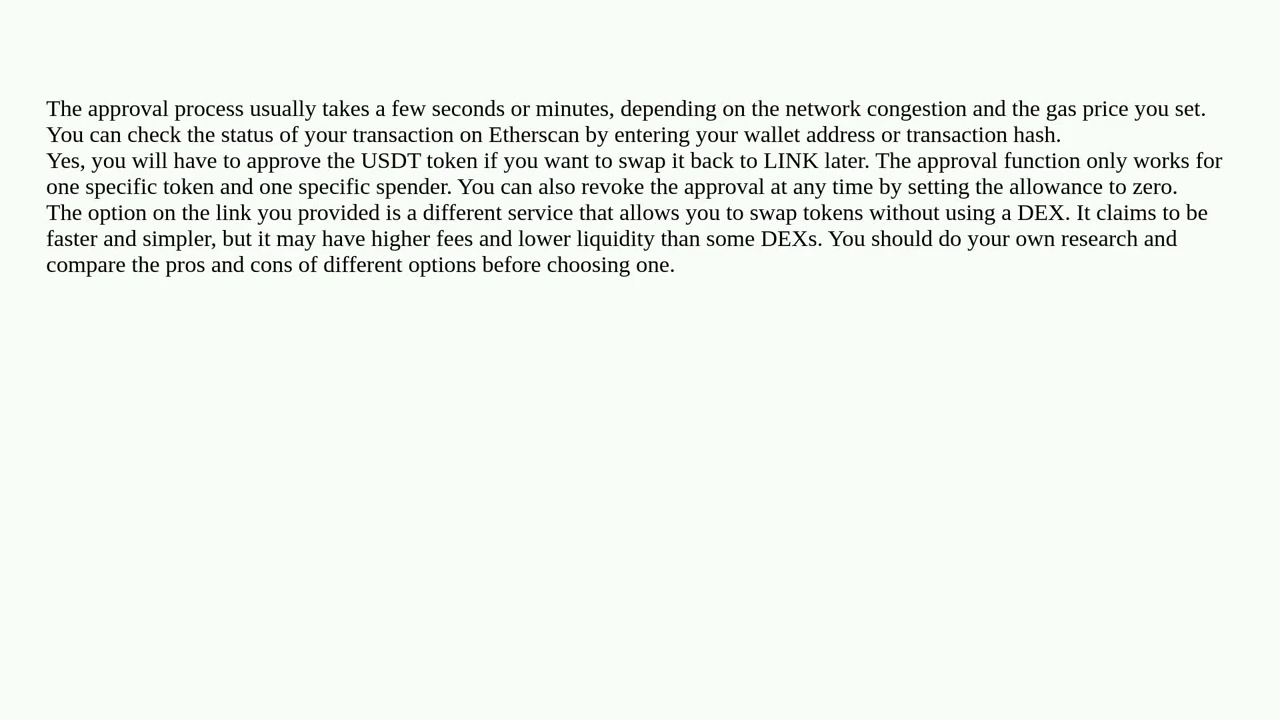 The approval process usually takes a few seconds or minutes, depending on the network congestion and the gas price you set.
You can check the status of your transaction on Etherscan by entering your wallet address or transaction hash.
Yes, you will have to approve the USDT token if you want to swap it back to LINK later. The approval function only works for
one specific token and one specific spender. You can also revoke the approval at any time by setting the allowance to zero.
The option on the link you provided is a different service that allows you to swap tokens without using a DEX. It claims to be
faster and simpler, but it may have higher fees and lower liquidity than some DEXs. You should do your own research and
compare the pros and cons of different options before choosing one.